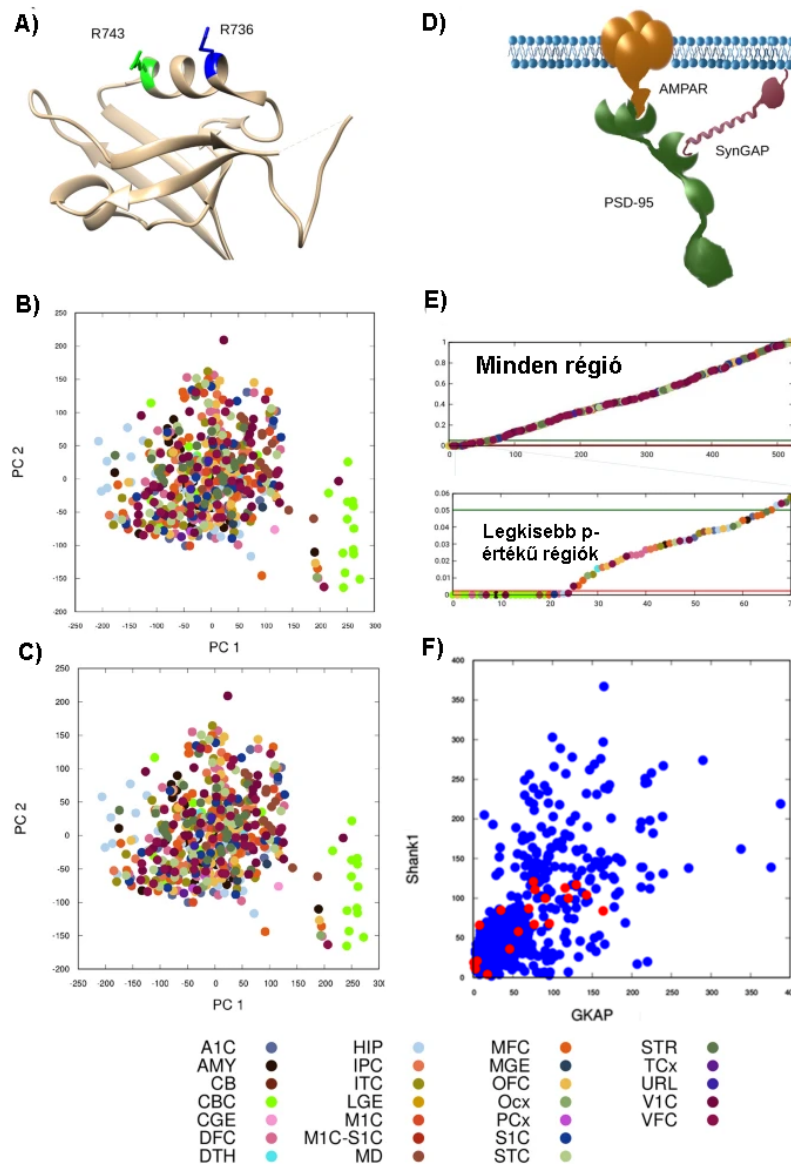 A)
R743
R736
D)
AMPAR
SynGAP
PSD-95
B)
250
200
150
100
50
0
-50
-100
-150
-200
-250 -200 -150 -100 -50 0 50 100 150 200 250 300
PC 2
PC 1
E)
Minden régió
1
0.8
0.6
0.4
0.2
0
0 100 200 300 400 500
Legkisebb p-
értékű régiók
0.06
0.05
0.04
0.03
0.02
0.01
0
0 10 20 30 40 50 60 70
C)
250
200
150
100
50
0
-50
-100
-150
-200
-250 -200 -150 -100 -50 0 50 100 150 200 250 300
PC 2
PC 1
F)
400
350
300
250
200
150
100
50
0
0 50 100 150 200 250 300 350 400
Shank1
GKAP
A1C HIP MFC STR
AMY IPC MGE TCx
CB ITC OFC URL
CBC LGE Ocx V1C
CGE M1C PCx VFC
DFC M1C-S1C S1C
DTH MD STC